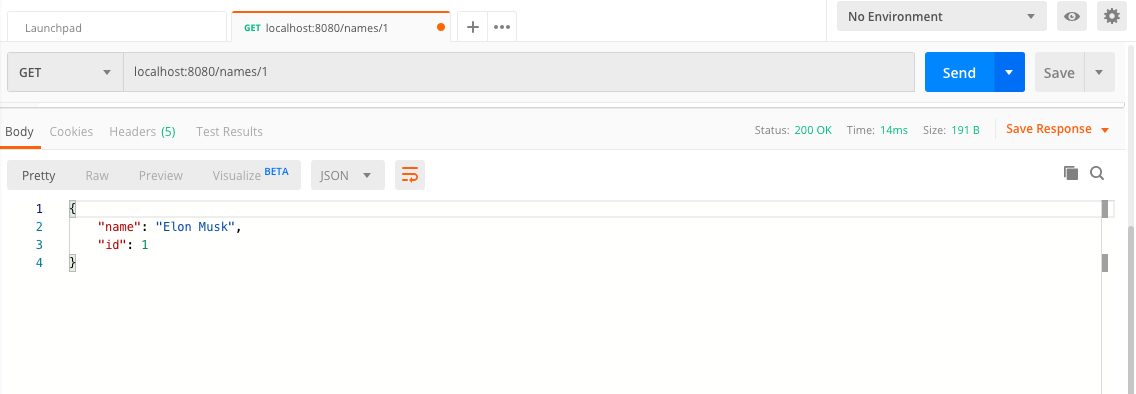 Launchpad
GET localhost:8080/names/1
No Environment
GET
localhost:8080/names/1
Send
Save
Body Cookies Headers (5) Test Results
Status: 200 OK Time: 14ms Size: 191 B Save Response
Pretty Raw Preview Visualize BETA JSON
1 {
2 "name": "Elon Musk",
3 "id": 1
4 }